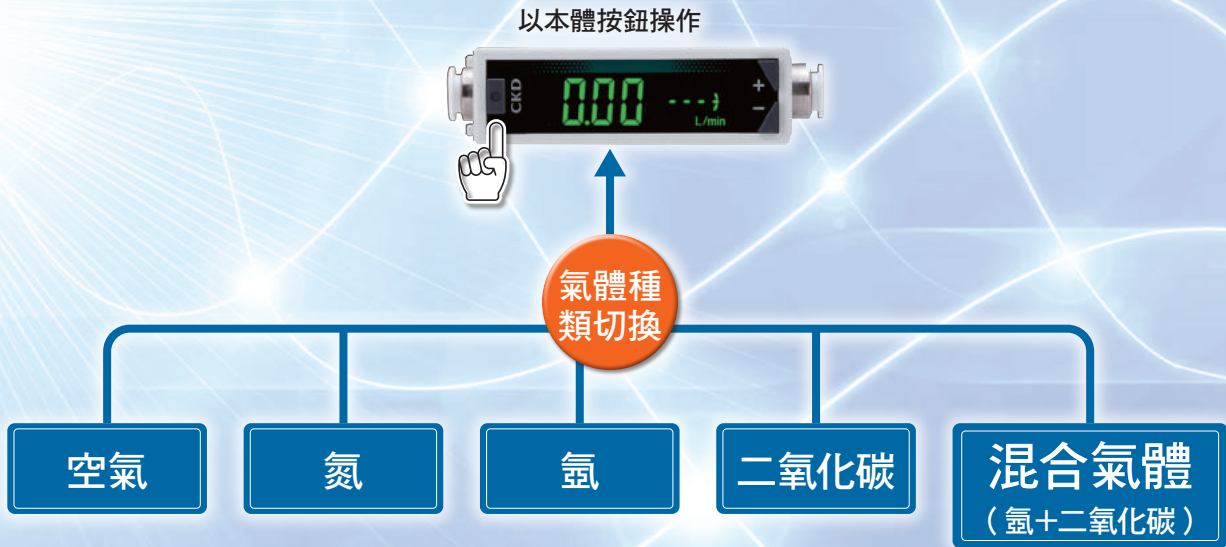 以本體按鈕操作
CKD
0.00 ---
L/min
+
−
氣體種
類切換
空氣
氮
氬
二氧化碳
混合氣體
（氬+二氧化碳）